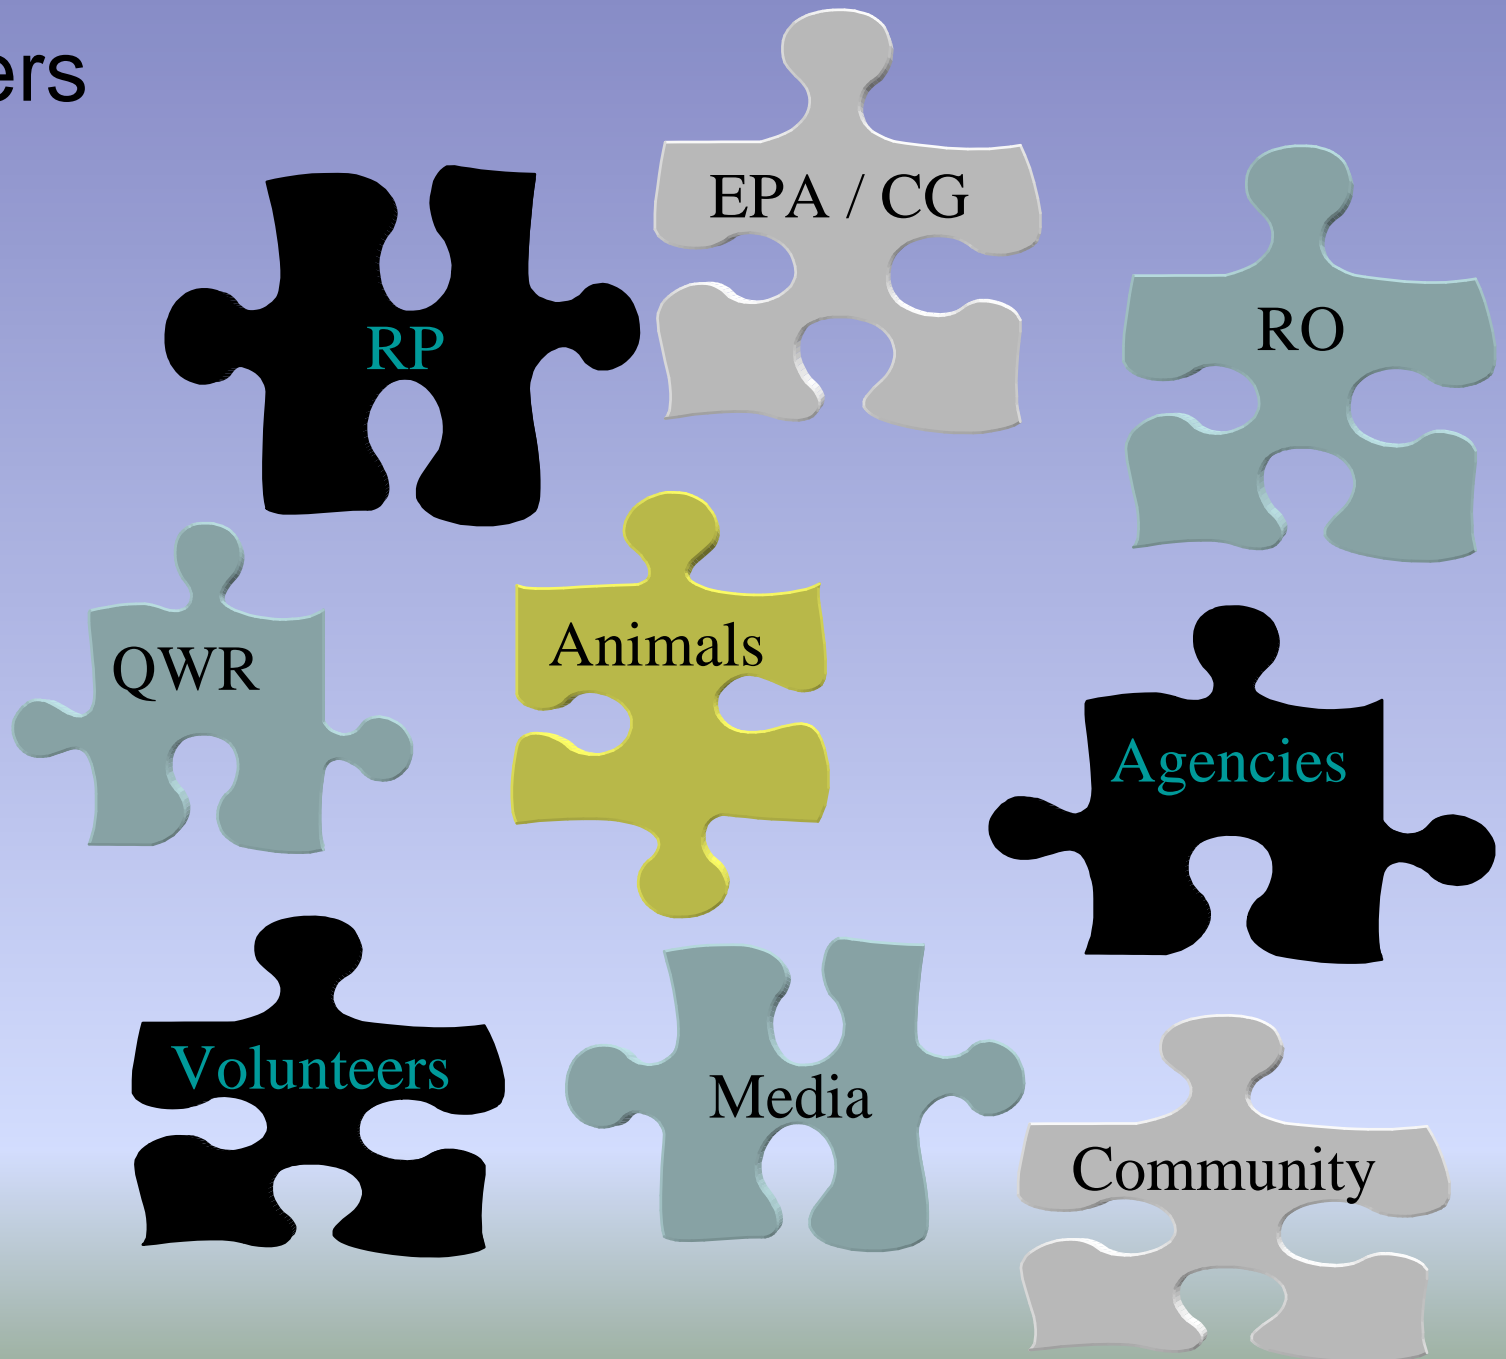 ers
EPA / CG
RP
RO
QWR
Animals
Agencies
Volunteers
Media
Community